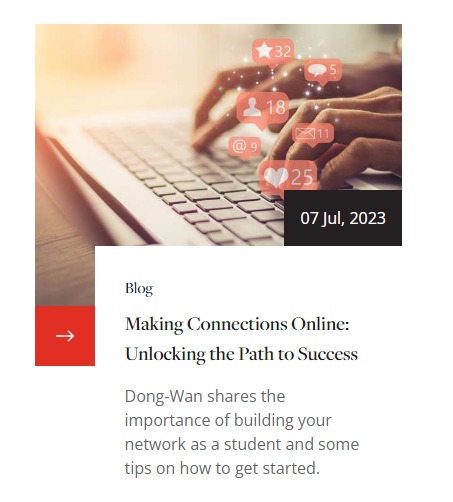 32
5
18
11
@ 9
25
07 Jul, 2023
Blog
Making Connections Online:
Unlocking the Path to Success
Dong-Wan shares the
importance of building your
network as a student and some
tips on how to get started.